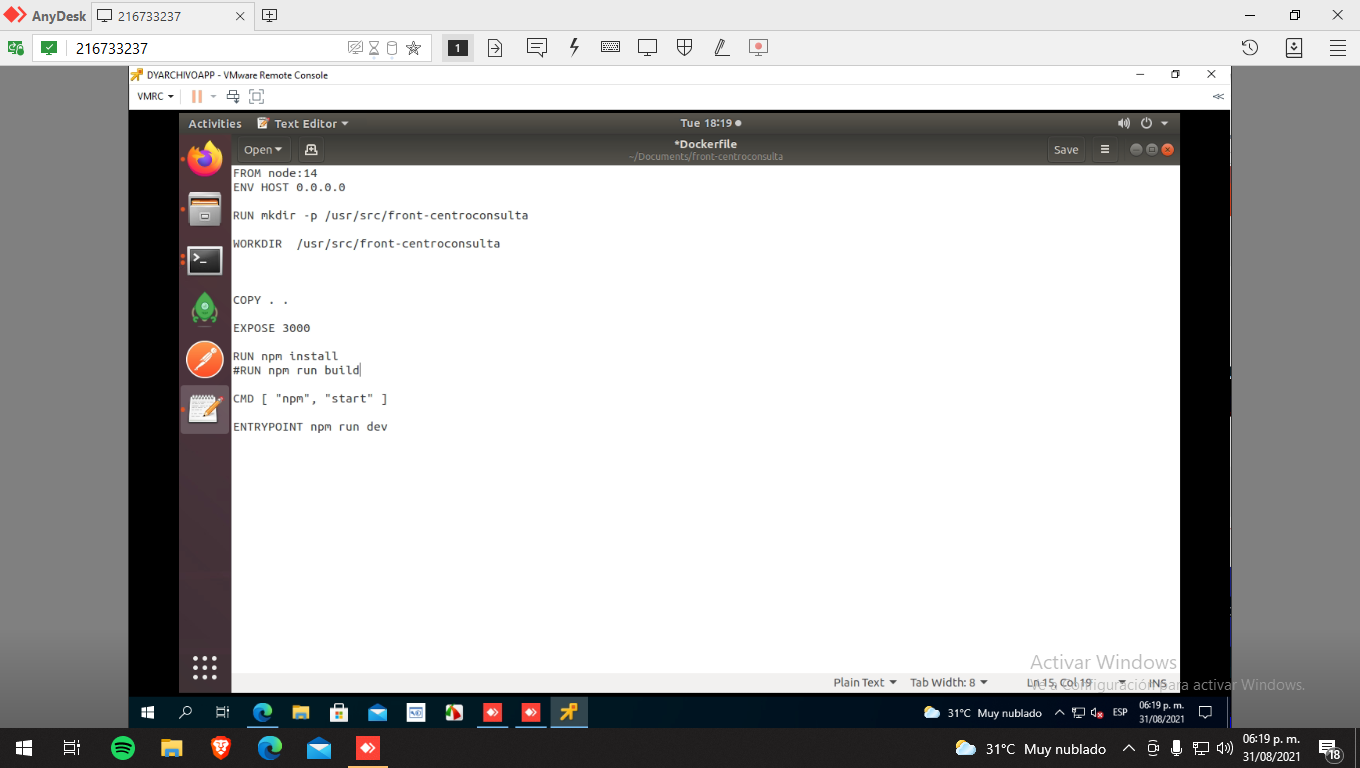 AnyDesk
216733237
216733237
1
DYARCHIVOAPP - VMware Remote Console
VMRC
Activities
Text Editor
Tue 18:19
Open
*Dockerfile
~/Documents/front-centroconsulta
Save
FROM node:14
ENV HOST 0.0.0.0
RUN mkdir -p /usr/src/front-centroconsulta
WORKDIR  /usr/src/front-centroconsulta
COPY . .
EXPOSE 3000
RUN npm install
#RUN npm run build
CMD [ "npm", "start" ]
ENTRYPOINT npm run dev
Activar Windows
Ve a Configuración para activar Windows.
Plain Text
Tab Width: 8
Ln 15, Col 19
INS
31°C Muy nublado
ESP
06:19 p. m.
31/08/2021
31°C Muy nublado
06:19 p. m.
31/08/2021
18